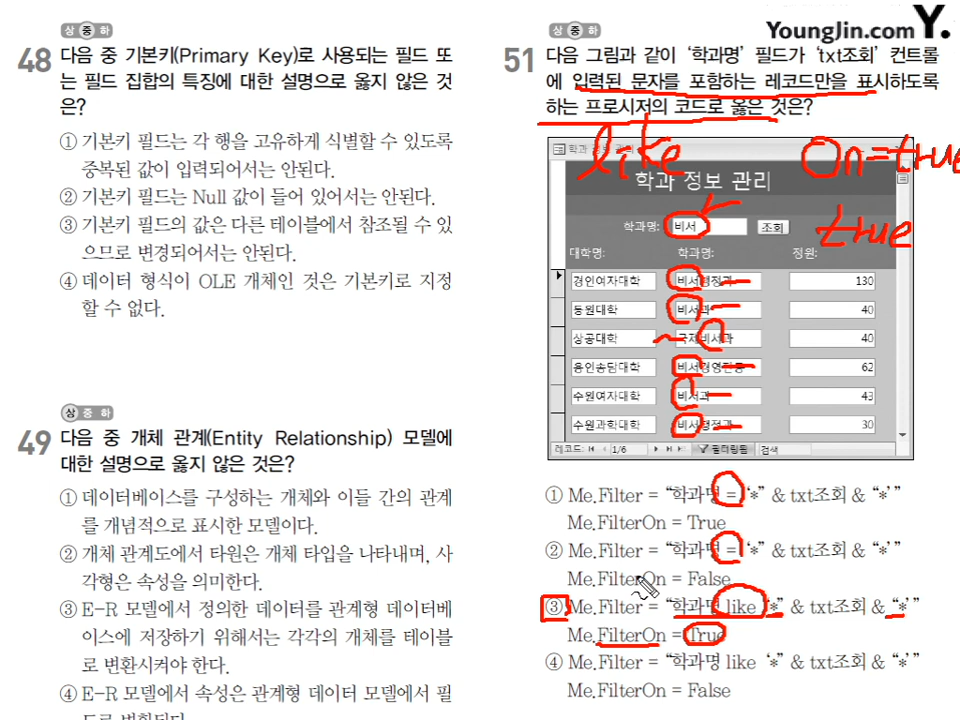 상 중 하
48 다음 중 기본키(Primary Key)로 사용되는 필드 또
는 필드 집합의 특징에 대한 설명으로 옳지 않은 것
은?
① 기본키 필드는 각 행을 고유하게 식별할 수 있도록
중복된 값이 입력되어서는 안된다.
② 기본키 필드는 Null 값이 들어 있어서는 안된다.
③ 기본키 필드의 값은 다른 테이블에서 참조될 수 있
으므로 변경되어서는 안된다.
④ 데이터 형식이 OLE 개체인 것은 기본키로 지정
할 수 없다.
상 중 하
49 다음 중 개체 관계(Entity Relationship) 모델에
대한 설명으로 옳지 않은 것은?
① 데이터베이스를 구성하는 개체와 이들 간의 관계
를 개념적으로 표시한 모델이다.
② 개체 관계도에서 타원은 개체 타입을 나타내며, 사
각형은 속성을 의미한다.
③ E-R 모델에서 정의한 데이터를 관계형 데이터베
이스에 저장하기 위해서는 각각의 개체를 테이블
로 변환시켜야 한다.
④ E-R 모델에서 속성은 관계형 데이터 모델에서 필
YoungJin.com Y.
상 중 하
51 다음 그림과 같이 ‘학과명’ 필드가 ‘txt조회’ 컨트롤
에 입력된 문자를 포함하는 레코드만을 표시하도록
하는 프로시저의 코드로 옳은 것은?
like
On=true
학과 정보 관리
학과 정보 관리
학과명: 비서 조회
true
대학명: 학과명: 정원:
경인여자대학 비서행정과 130
동원대학 비서과 40
상공대학 국제비서과 40
용인송담대학 비서경영전공 62
수원여자대학 비서과 43
수원과학대학 비서행정과 30
레코드: 1/6 필터링됨 검색
① Me.Filter = “학과명 = ‘*” & txt조회 & “*’”
Me.FilterOn = True
② Me.Filter = “학과명 = ‘*” & txt조회 & “*’”
Me.FilterOn = False
③ Me.Filter = “학과명 like ‘*” & txt조회 & “*’”
Me.FilterOn = True
④ Me.Filter = “학과명 like ‘*” & txt조회 & “*’”
Me.FilterOn = False